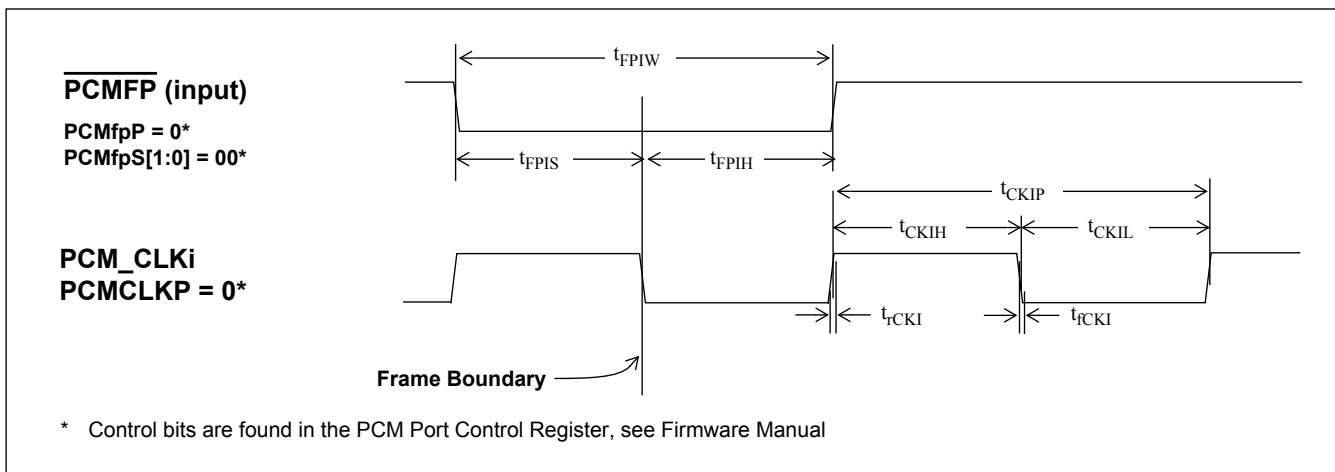 tFPIW
PCMFP (input)
PCMfpP = 0*
PCMfpS[1:0] = 00*
tFPIS
tFPIH
tCKIP
tCKIH
tCKIL
PCM_CLKi
PCMCLKP = 0*
trCKI
tfCKI
Frame Boundary
* Control bits are found in the PCM Port Control Register, see Firmware Manual